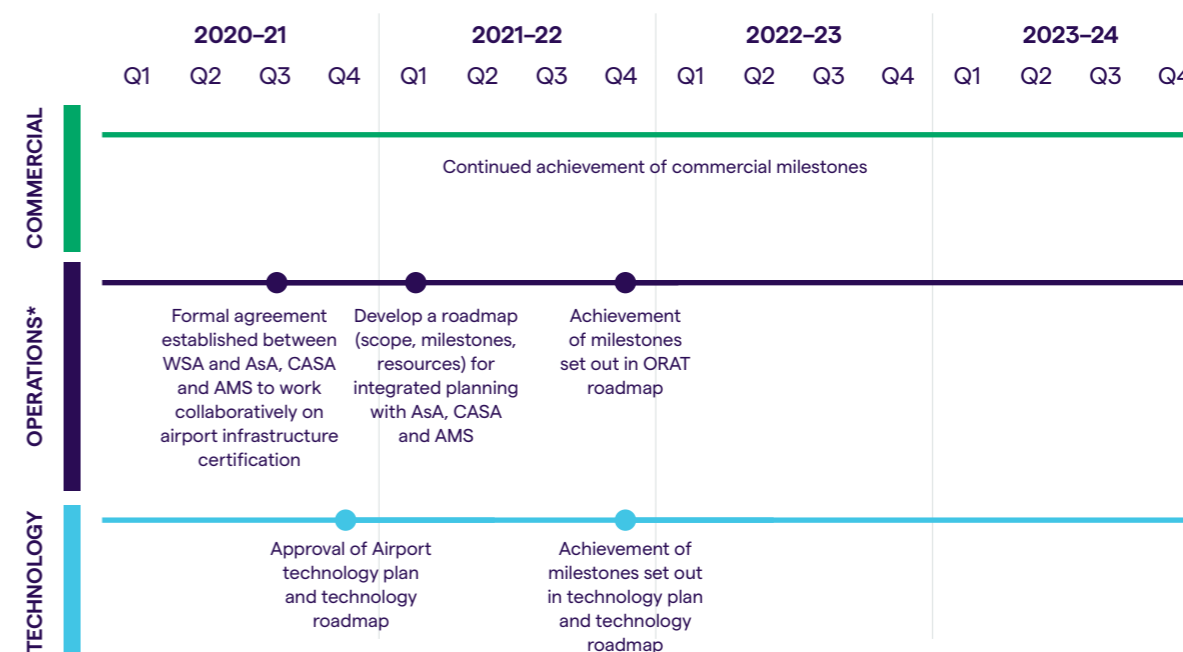 2020–21 2021–22 2022–23 2023–24
Q1 Q2 Q3 Q4 Q1 Q2 Q3 Q4 Q1 Q2 Q3 Q4 Q1 Q2 Q3 Q4
COMMERCIAL
Continued achievement of commercial milestones
OPERATIONS*
Formal agreement
established between
WSA and AsA, CASA
and AMS to work
collaboratively on
airport infrastructure
certification
Develop a roadmap
(scope, milestones,
resources) for
integrated planning
with AsA, CASA
and AMS
Achievement
of milestones
set out in ORAT
roadmap
TECHNOLOGY
Approval of Airport
technology plan
and technology
roadmap
Achievement of
milestones set out
in technology plan
and technology
roadmap